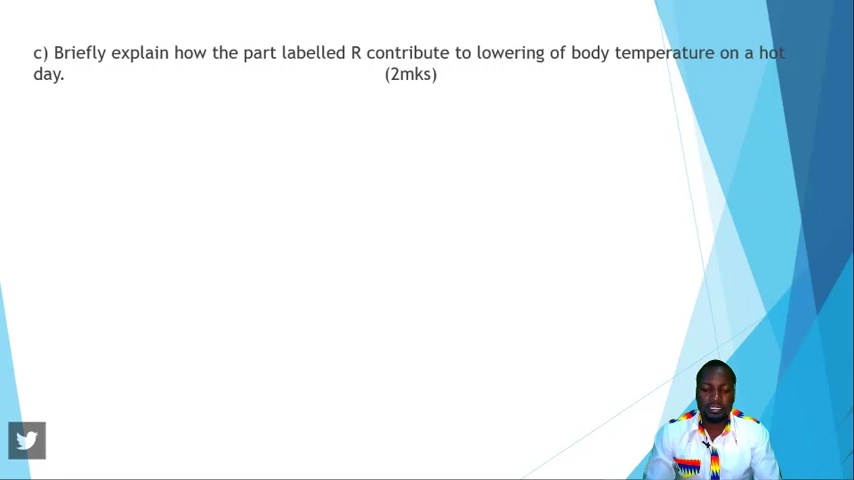 c) Briefly explain how the part labelled R contribute to lowering of body temperature on a hot
day. (2mks)